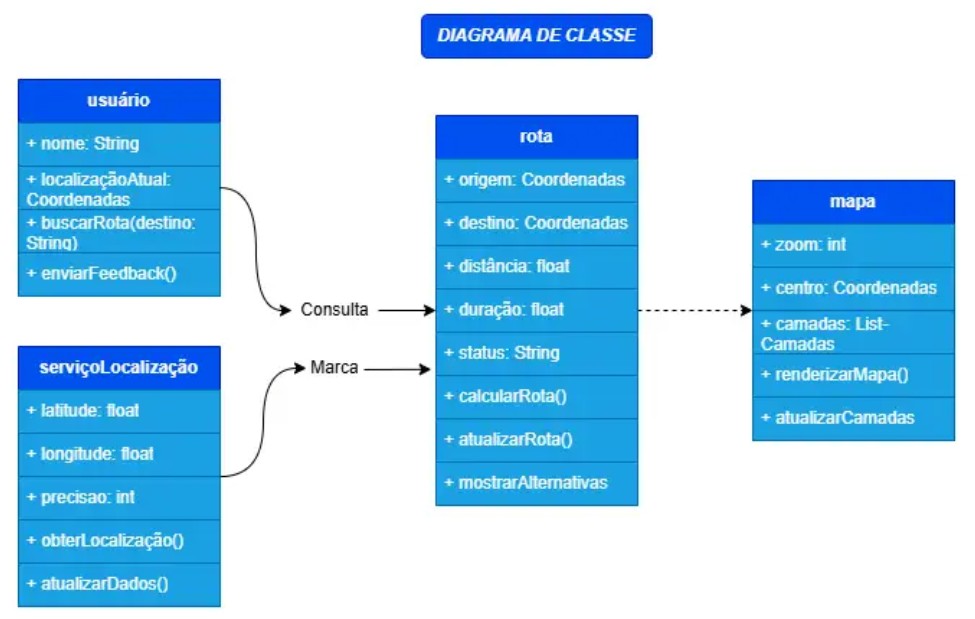 DIAGRAMA DE CLASSE
usuário
+ nome: String
+ localizaçãoAtual:
Coordenadas
+ buscarRota(destino:
String)
+ enviarFeedback()
Consulta
serviçoLocalização
+ latitude: float
+ longitude: float
+ precisao: int
+ obterLocalização()
+ atualizarDados()
Marca
rota
+ origem: Coordenadas
+ destino: Coordenadas
+ distância: float
+ duração: float
+ status: String
+ calcularRota()
+ atualizarRota()
+ mostrarAlternativas
mapa
+ zoom: int
+ centro: Coordenadas
+ camadas: List-
Camadas
+ renderizarMapa()
+ atualizarCamadas